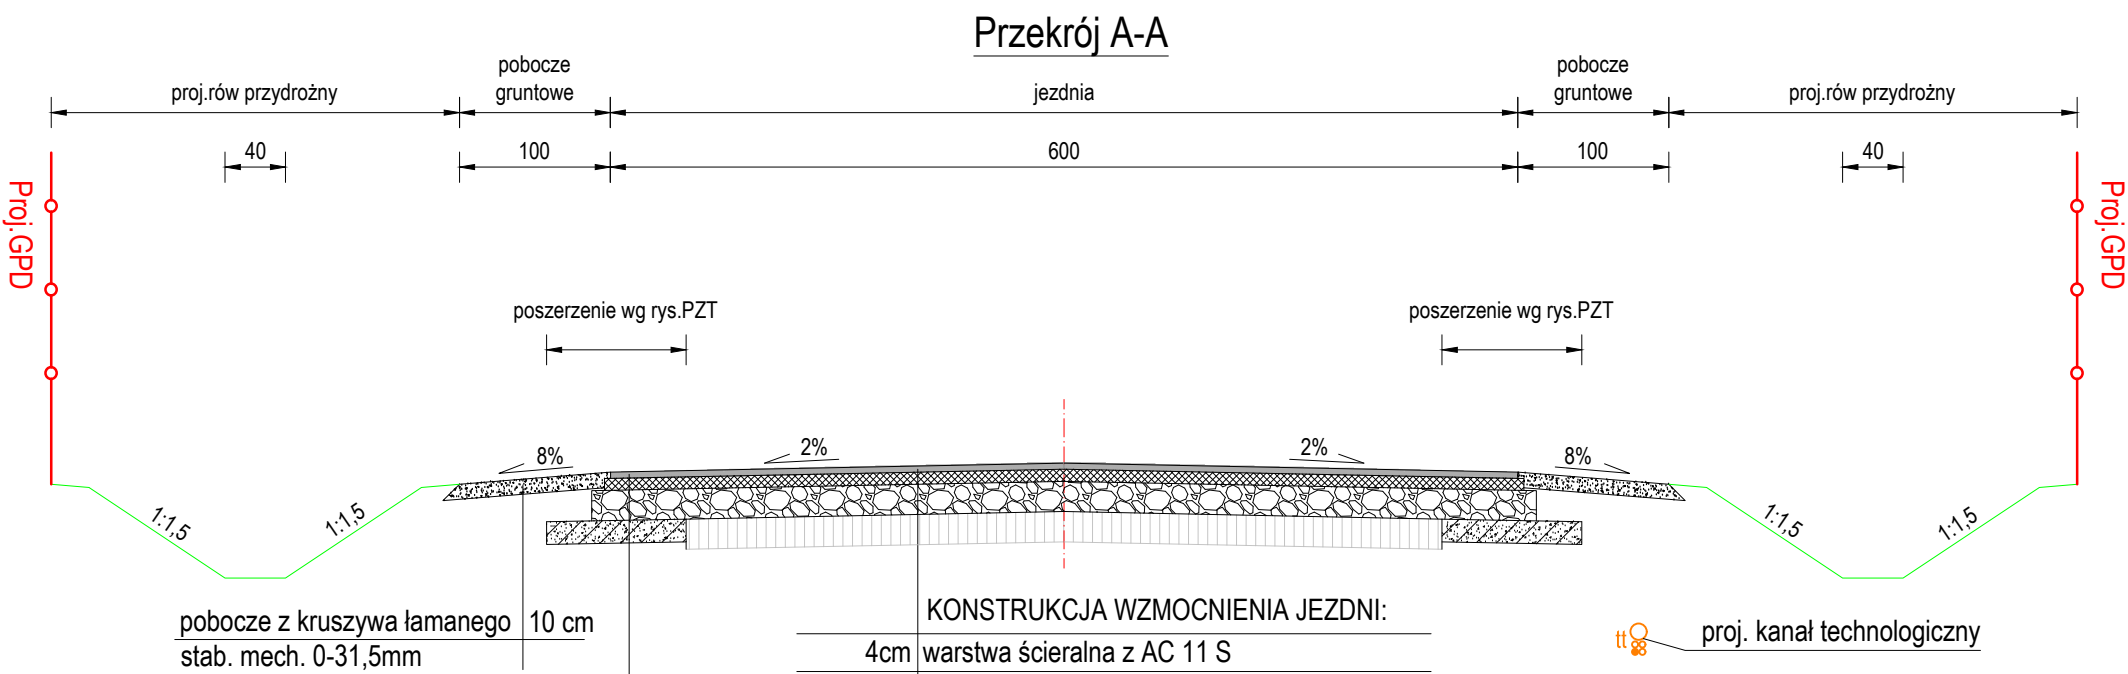 Przekrój A-A
proj.rów przydrożny
pobocze
gruntowe
jezdnia
pobocze
gruntowe
proj.rów przydrożny
40
100
600
100
40
Proj.GPD
Proj.GPD
poszerzenie wg rys.PZT
poszerzenie wg rys.PZT
8%
2%
2%
8%
1:1,5
1:1,5
1:1,5
1:1,5
pobocze z kruszywa łamanego 10 cm
stab. mech. 0-31,5mm
KONSTRUKCJA WZMOCNIENIA JEZDNI:
4cm warstwa ścieralna z AC 11 S
tt
proj. kanał technologiczny